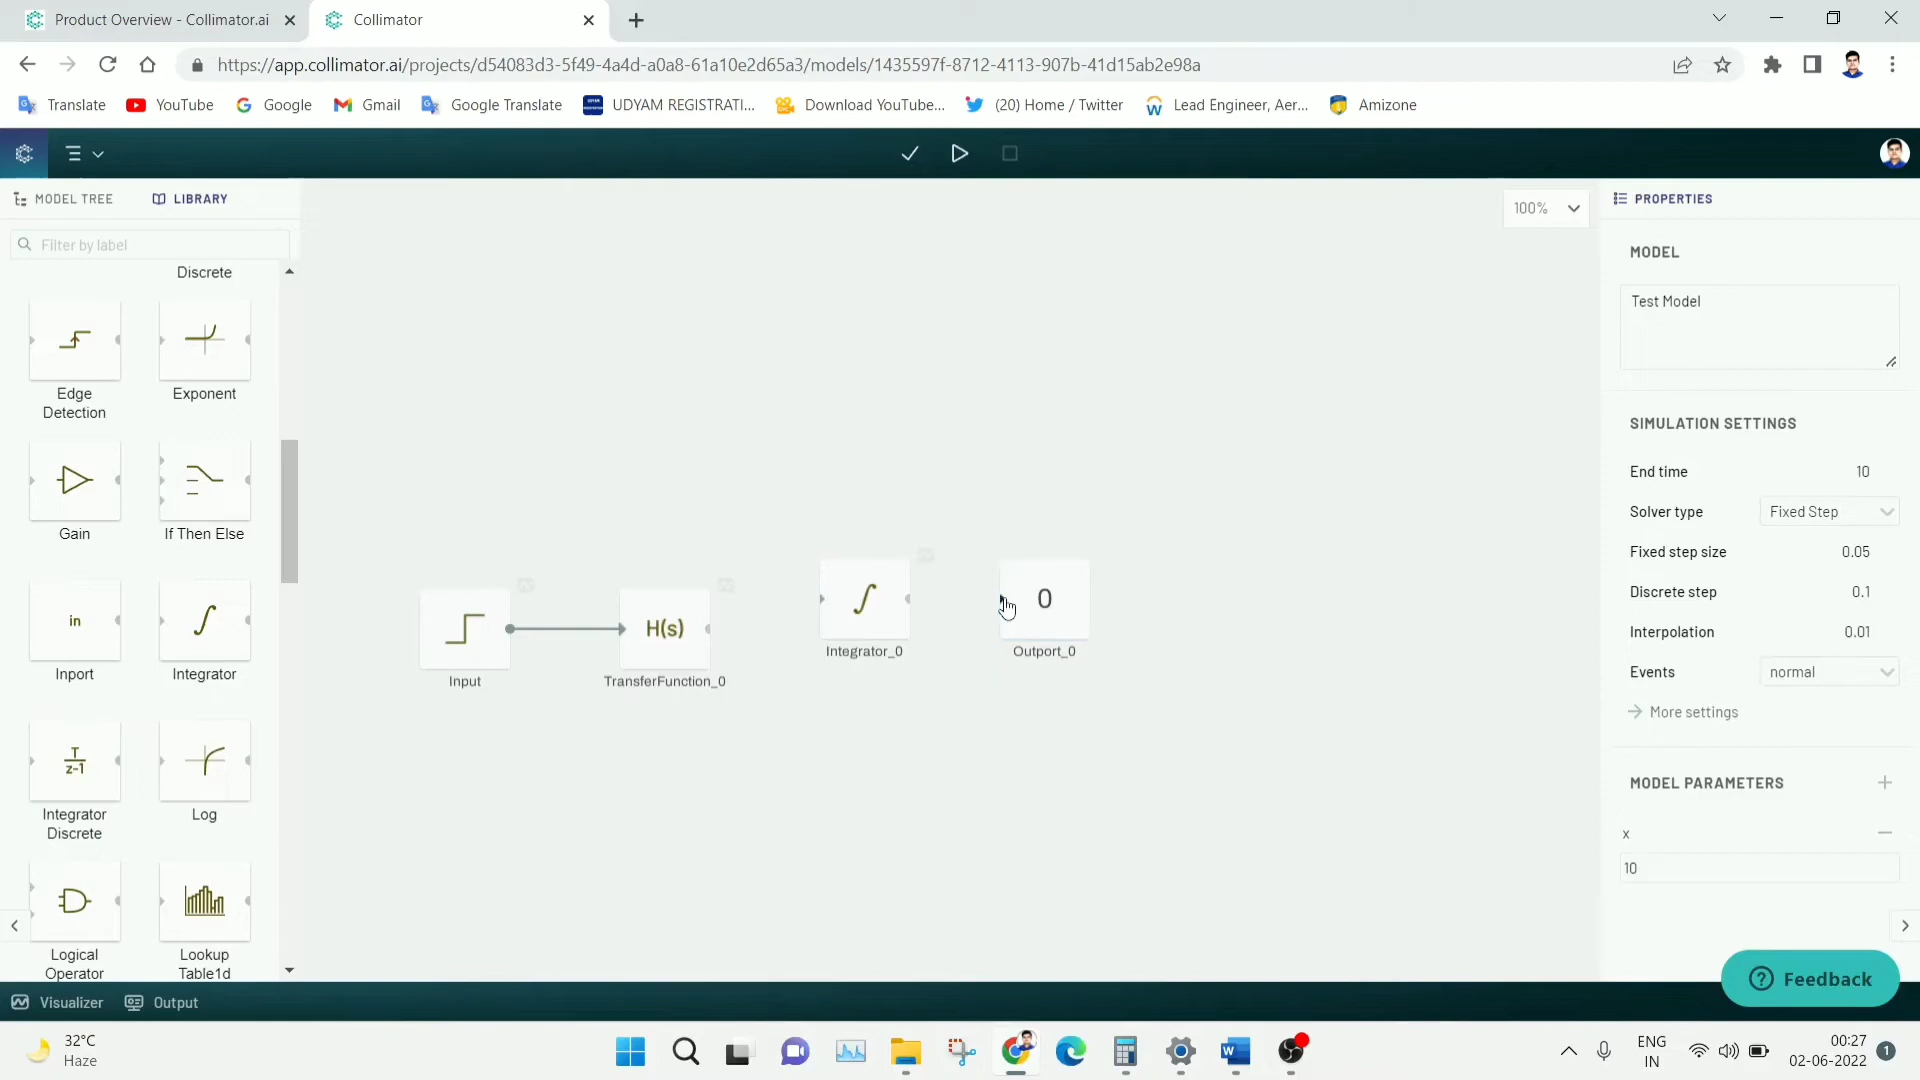 Product Overview - Collimator.ai
Collimator
https://app.collimator.ai/projects/d54083d3-5f49-4a4d-a0a8-61a10e2d65a3/models/1435597f-8712-4113-907b-41d15ab2e98a
Translate
YouTube
Google
Gmail
Google Translate
UDYAM REGISTRATI...
Download YouTube...
(20) Home / Twitter
Lead Engineer, Aer...
Amizone
MODEL TREE
LIBRARY
Filter by label
Discrete
Edge
Detection
Exponent
Gain
If Then Else
in
Inport
Integrator
T
z-1
Integrator
Discrete
Log
Logical
Operator
Lookup
Table1d
100%
Input
H(s)
TransferFunction_0
Integrator_0
0
Outport_0
PROPERTIES
MODEL
Test Model
SIMULATION SETTINGS
End time 10
Solver type Fixed Step
Fixed step size 0.05
Discrete step 0.1
Interpolation 0.01
Events normal
More settings
MODEL PARAMETERS
x
10
Feedback
Visualizer
Output
32°C
Haze
ENG
IN
00:27
02-06-2022
1